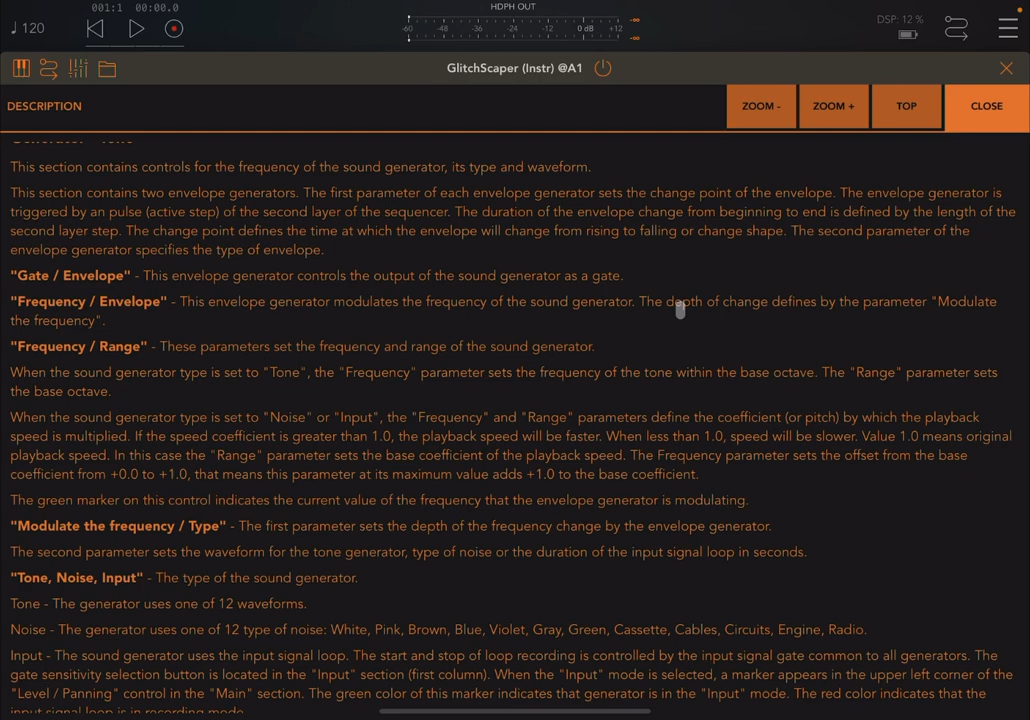 001:1 00:00.0
HDPH OUT
♩ 120
-60 -48 -36 -24 -12 0 dB +12
-∞
-∞
DSP: 12 %
GlitchScaper (Instr) @A1
DESCRIPTION
ZOOM -
ZOOM +
TOP
CLOSE
Generator - Tone
This section contains controls for the frequency of the sound generator, its type and waveform.
This section contains two envelope generators. The first parameter of each envelope generator sets the change point of the envelope. The envelope generator is
triggered by an pulse (active step) of the second layer of the sequencer. The duration of the envelope change from beginning to end is defined by the length of the
second layer step. The change point defines the time at which the envelope will change from rising to falling or change shape. The second parameter of the
envelope generator specifies the type of envelope.
"Gate / Envelope" - This envelope generator controls the output of the sound generator as a gate.
"Frequency / Envelope" - This envelope generator modulates the frequency of the sound generator. The depth of change defines by the parameter "Modulate
the frequency".
"Frequency / Range" - These parameters set the frequency and range of the sound generator.
When the sound generator type is set to "Tone", the "Frequency" parameter sets the frequency of the tone within the base octave. The "Range" parameter sets
the base octave.
When the sound generator type is set to "Noise" or "Input", the "Frequency" and "Range" parameters define the coefficient (or pitch) by which the playback
speed is multiplied. If the speed coefficient is greater than 1.0, the playback speed will be faster. When less than 1.0, speed will be slower. Value 1.0 means original
playback speed. In this case the "Range" parameter sets the base coefficient of the playback speed. The Frequency parameter sets the offset from the base
coefficient from +0.0 to +1.0, that means this parameter at its maximum value adds +1.0 to the base coefficient.
The green marker on this control indicates the current value of the frequency that the envelope generator is modulating.
"Modulate the frequency / Type" - The first parameter sets the depth of the frequency change by the envelope generator.
The second parameter sets the waveform for the tone generator, type of noise or the duration of the input signal loop in seconds.
"Tone, Noise, Input" - The type of the sound generator.
Tone - The generator uses one of 12 waveforms.
Noise - The generator uses one of 12 type of noise: White, Pink, Brown, Blue, Violet, Gray, Green, Cassette, Cables, Circuits, Engine, Radio.
Input - The sound generator uses the input signal loop. The start and stop of loop recording is controlled by the input signal gate common to all generators. The
gate sensitivity selection button is located in the "Input" section (first column). When the "Input" mode is selected, a marker appears in the upper left corner of the
"Level / Panning" control in the "Main" section. The green color of this marker indicates that generator is in the "Input" mode. The red color indicates that the
input signal loop is in recording mode.